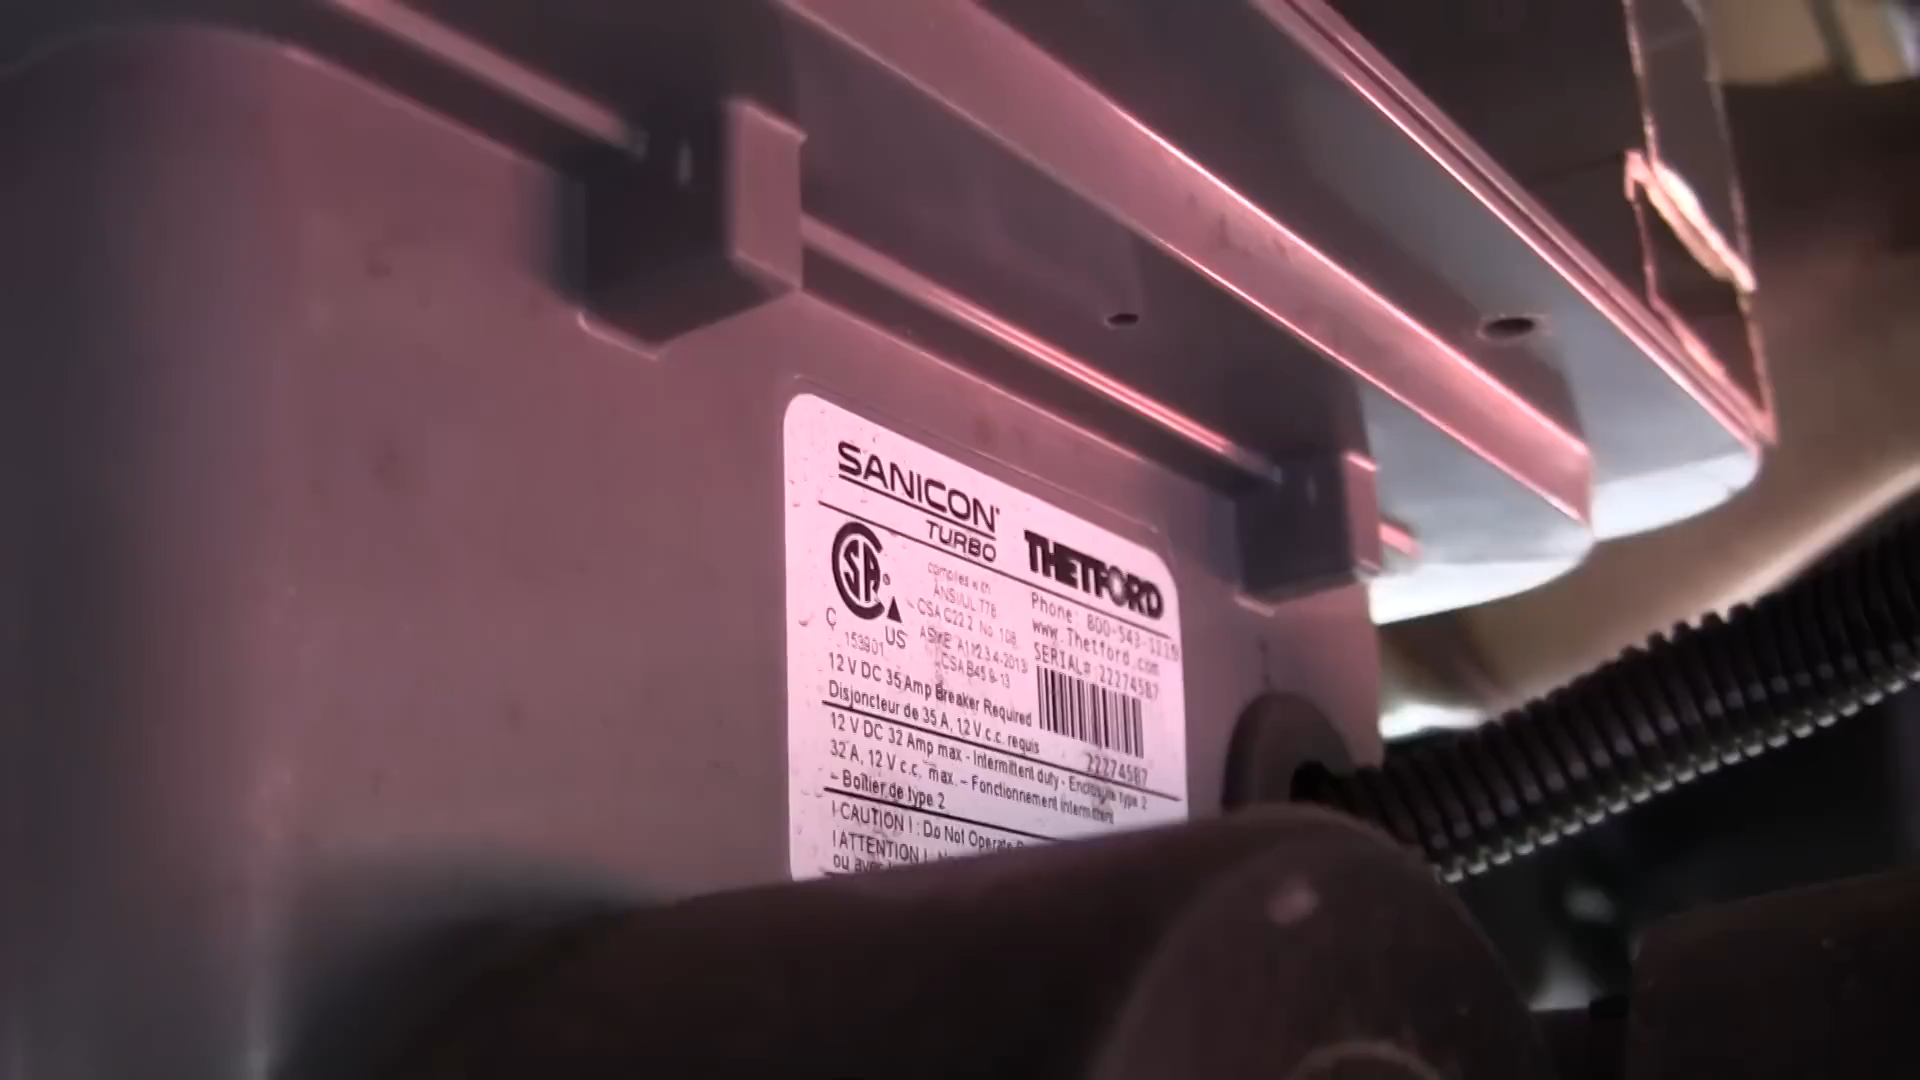 SANICON
TURBO
THETFORD
CSA
C US
153901
complies with
ANSI/UL 778
CSA C22.2 No. 108
ASME A112.3.4-2013
CSA B45.9-13
Phone: 800-543-1219
www.Thetford.com
SERIAL# 22274587
22274587
12 V DC 35 Amp Breaker Required
Disjoncteur de 35 A, 12 V c.c. requis
12 V DC 32 Amp max - Intermittent duty - Enclosure type 2
32 A, 12 V c.c. max. – Fonctionnement intermittent
– Boîtier de type 2
! CAUTION ! : Do Not Operate
! ATTENTION ! :
ou avec